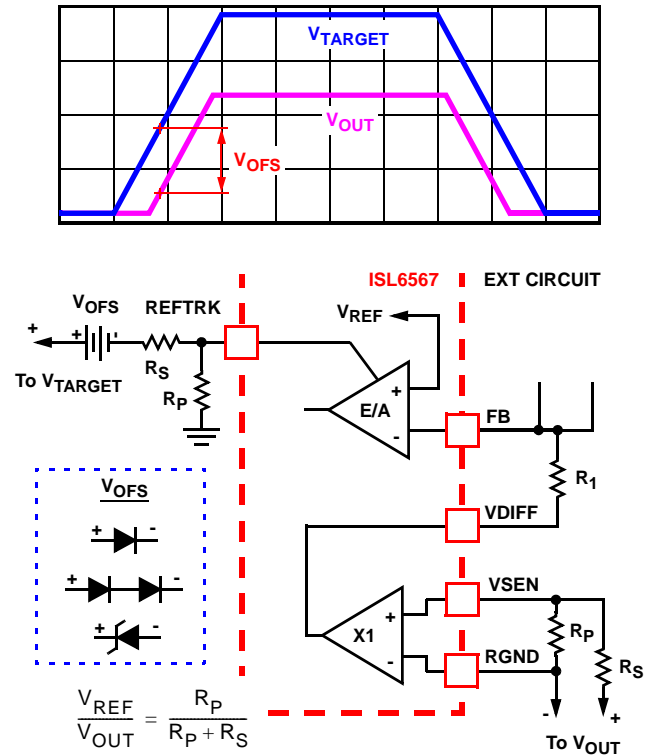 VTARGET
VOUT
VOFS
ISL6567
EXT CIRCUIT
VOFS
REFTRK
VREF
+
+
-
RS
To VTARGET
RP
+
E/A
-
FB
R1
VOFS
+
-
+
-
+
-
VDIFF
VSEN
+
X1
-
RP
RS
RGND
-
+
To VOUT
VREF
VOUT
=
RP
RP + RS